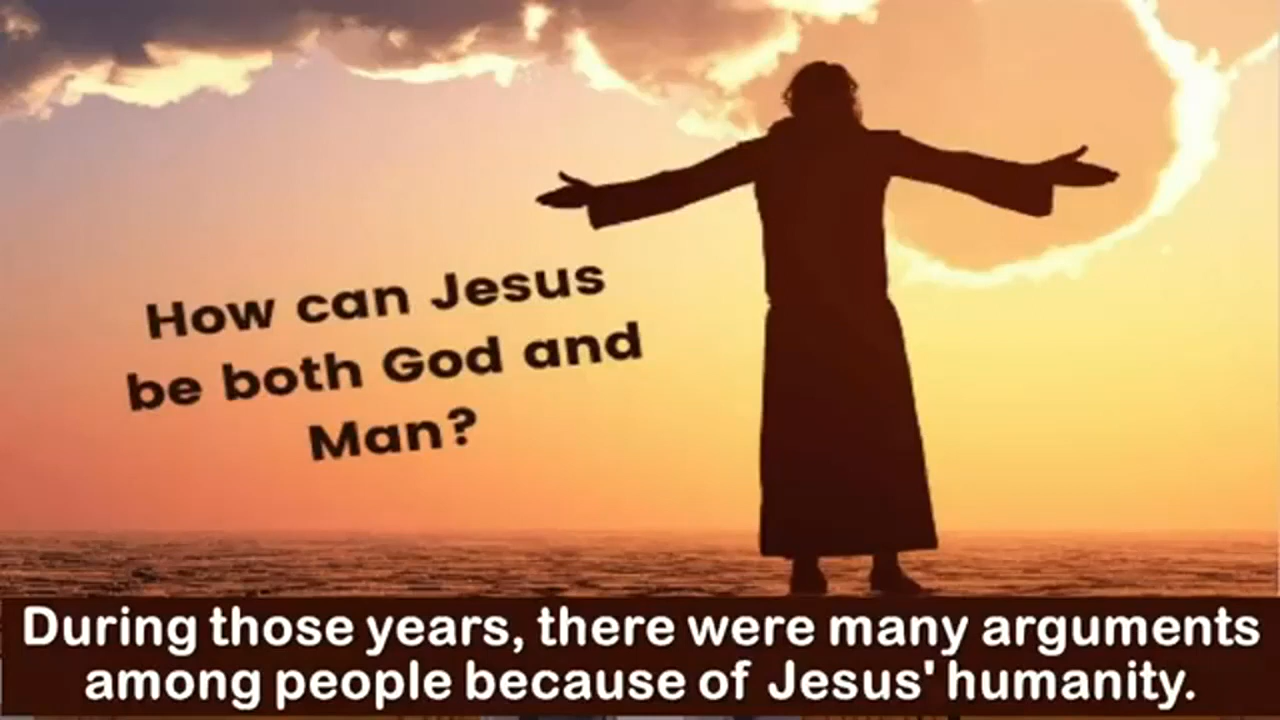 How can Jesus
be both God and
Man?
During those years, there were many arguments
among people because of Jesus' humanity.